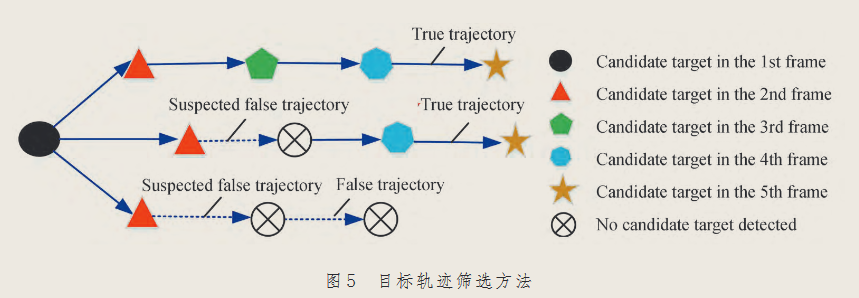 True trajectory
Suspected false trajectory
True trajectory
Suspected false trajectory
False trajectory
Candidate target in the 1st frame
Candidate target in the 2nd frame
Candidate target in the 3rd frame
Candidate target in the 4th frame
Candidate target in the 5th frame
No candidate target detected
图5 目标轨迹筛选方法